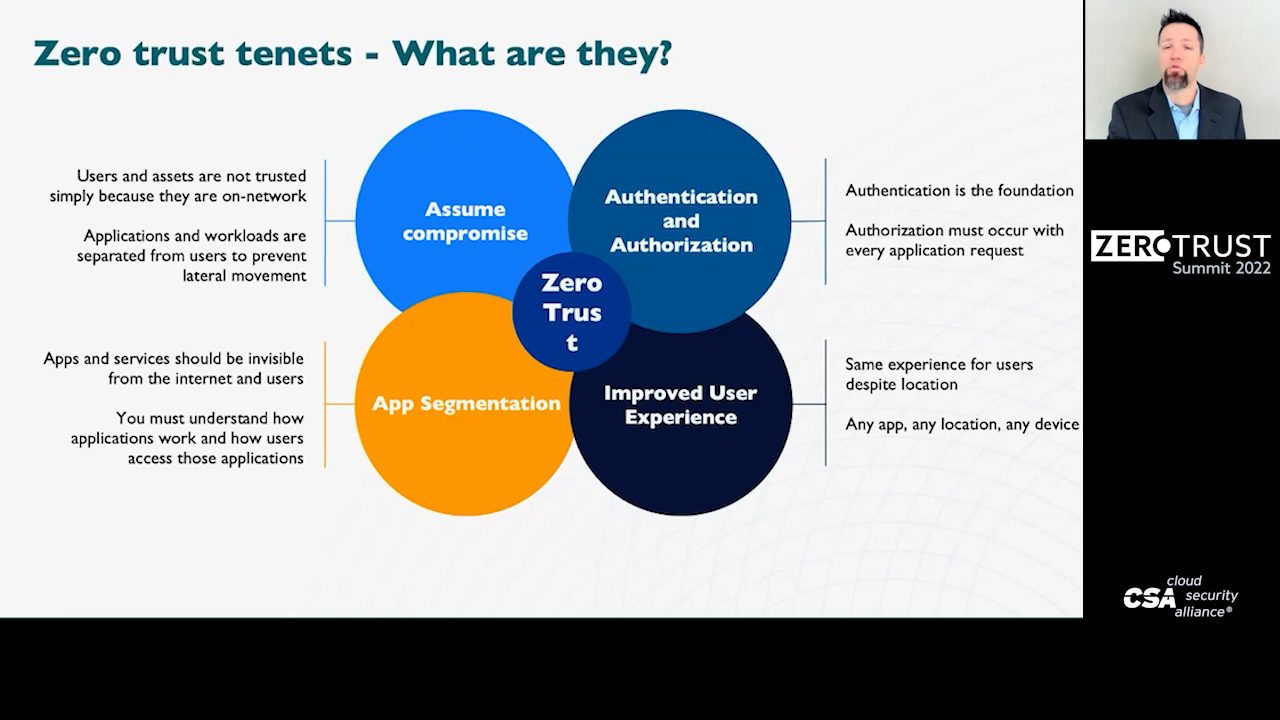 Zero trust tenets - What are they?
Users and assets are not trusted
simply because they are on-network
Applications and workloads are
separated from users to prevent
lateral movement
Assume
compromise
Authentication
and
Authorization
Authentication is the foundation
Authorization must occur with
every application request
Zero
Trus
t
Apps and services should be invisible
from the internet and users
You must understand how
applications work and how users
access those applications
App Segmentation
Improved User
Experience
Same experience for users
despite location
Any app, any location, any device
ZERO TRUST
Summit 2022
CSA cloud
security
alliance®